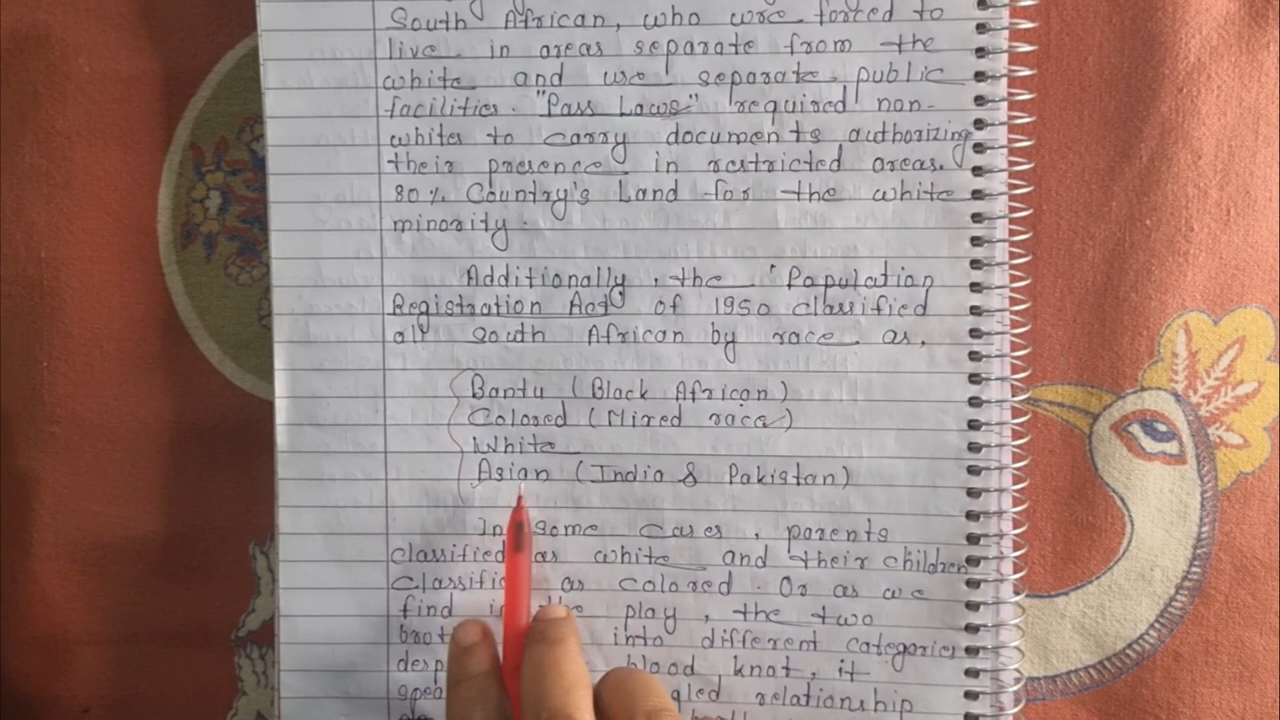 South African, who were forced to
live in areas separate from the
white and use separate public
facilities. "Pass Laws" required non-
whites to carry documents authorizing
their presence in restricted areas.
80% Country's Land for the white
minority.
Additionally, the 'Population
Registration Act' of 1950 classified
all South African by race as,
Bantu (Black African)
Colored (Mixed race)
White
Asian (India & Pakistan)
In some cases, parents
classified as white and their children
classified as colored. Or as we
find in the play, the two
into different categories
blood knot, it
relationship